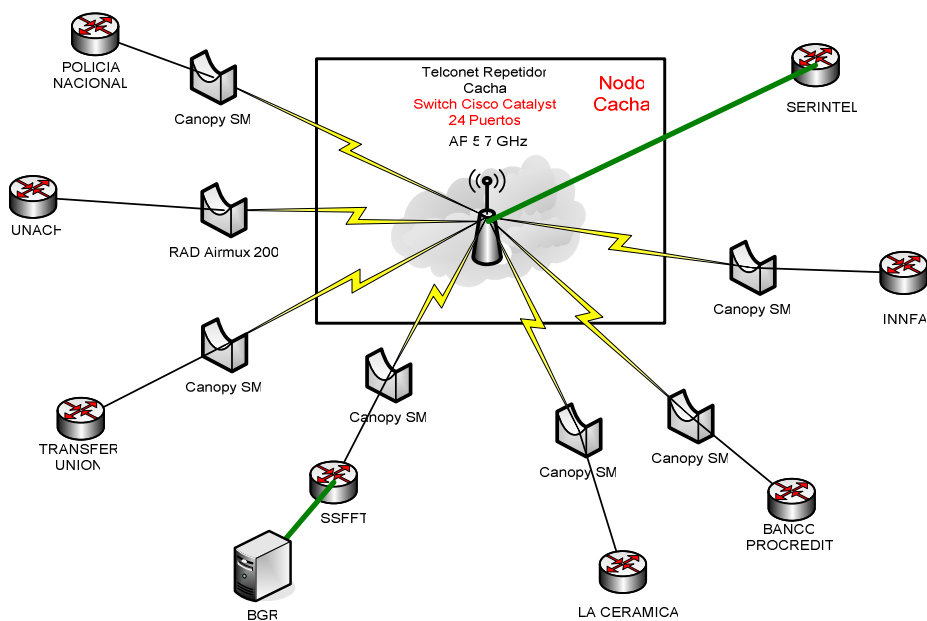 POLICIA
NACIONAL
Canopy SM
Telconet Repetidor
Cacha
Switch Cisco Catalyst
24 Puertos
AP 5.7 GHz
Nodo
Cacha
SERINTEL
UNACH
RAD Airmux 200
Canopy SM
INNFA
Canopy SM
TRANSFER
UNION
Canopy SM
SSFFT
BGR
Canopy SM
LA CERAMICA
Canopy SM
BANCO
PROCREDIT